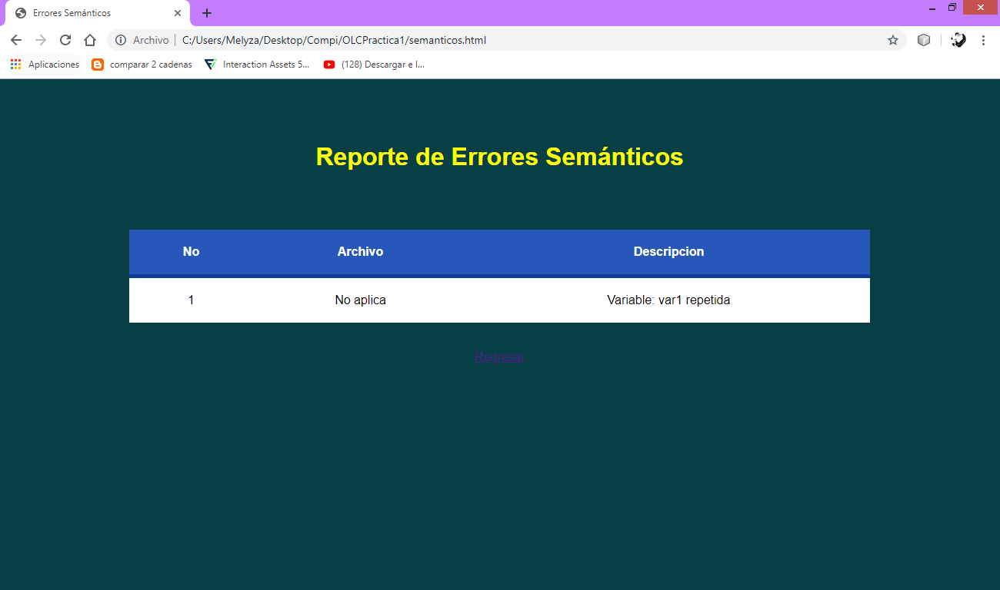 Errores Semánticos
Archivo C:/Users/Melyza/Desktop/Compi/OLCPractica1/semanticos.html
Aplicaciones comparar 2 cadenas Interaction Assets 5... (128) Descargar e I...
Reporte de Errores Semánticos
No Archivo Descripcion
1 No aplica Variable: var1 repetida
Regresar